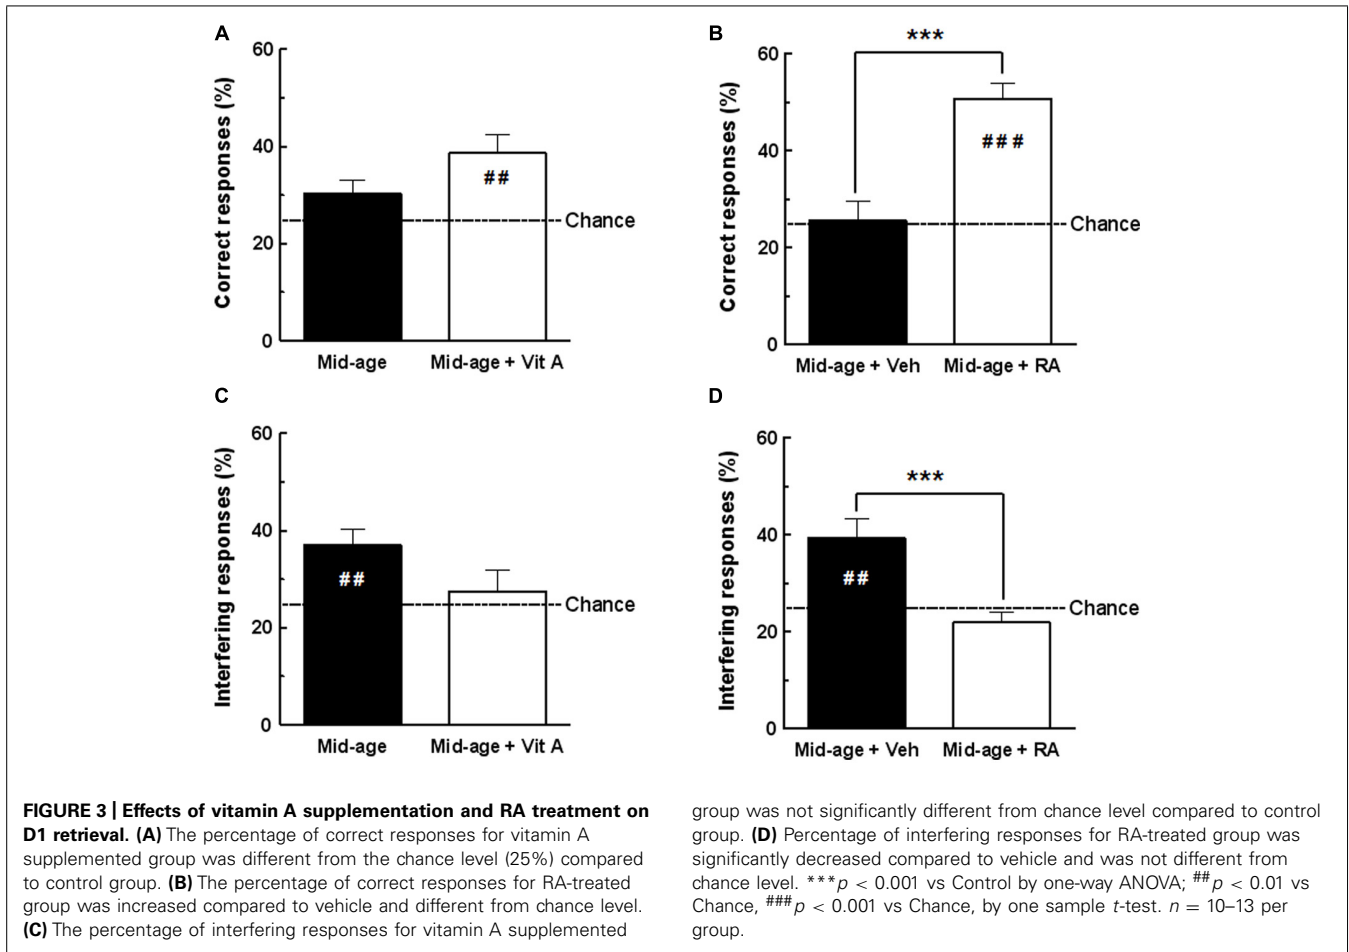 A
60
40
20
0
Correct responses (%)
##
Chance
Mid-age
Mid-age + Vit A
B
***
60
40
20
0
Correct responses (%)
###
Chance
Mid-age + Veh
Mid-age + RA
C
60
40
20
0
Interfering responses (%)
##
Chance
Mid-age
Mid-age + Vit A
D
***
60
40
20
0
Interfering responses (%)
##
Chance
Mid-age + Veh
Mid-age + RA
FIGURE 3 | Effects of vitamin A supplementation and RA treatment on
D1 retrieval. (A) The percentage of correct responses for vitamin A
supplemented group was different from the chance level (25%) compared
to control group. (B) The percentage of correct responses for RA-treated
group was increased compared to vehicle and different from chance level.
(C) The percentage of interfering responses for vitamin A supplemented
group was not significantly different from chance level compared to control
group. (D) Percentage of interfering responses for RA-treated group was
significantly decreased compared to vehicle and was not different from
chance level. ***p < 0.001 vs Control by one-way ANOVA; ##p < 0.01 vs
Chance, ###p < 0.001 vs Chance, by one sample t-test. n = 10–13 per
group.